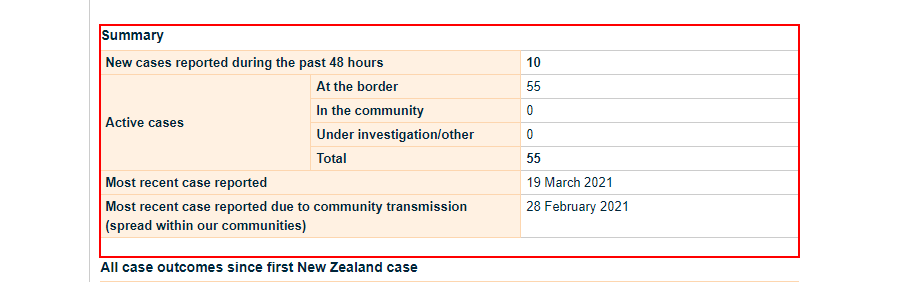 Summary
New cases reported during the past 48 hours 10
Active cases
At the border 55
In the community 0
Under investigation/other 0
Total 55
Most recent case reported 19 March 2021
Most recent case reported due to community transmission 28 February 2021
(spread within our communities)
All case outcomes since first New Zealand case